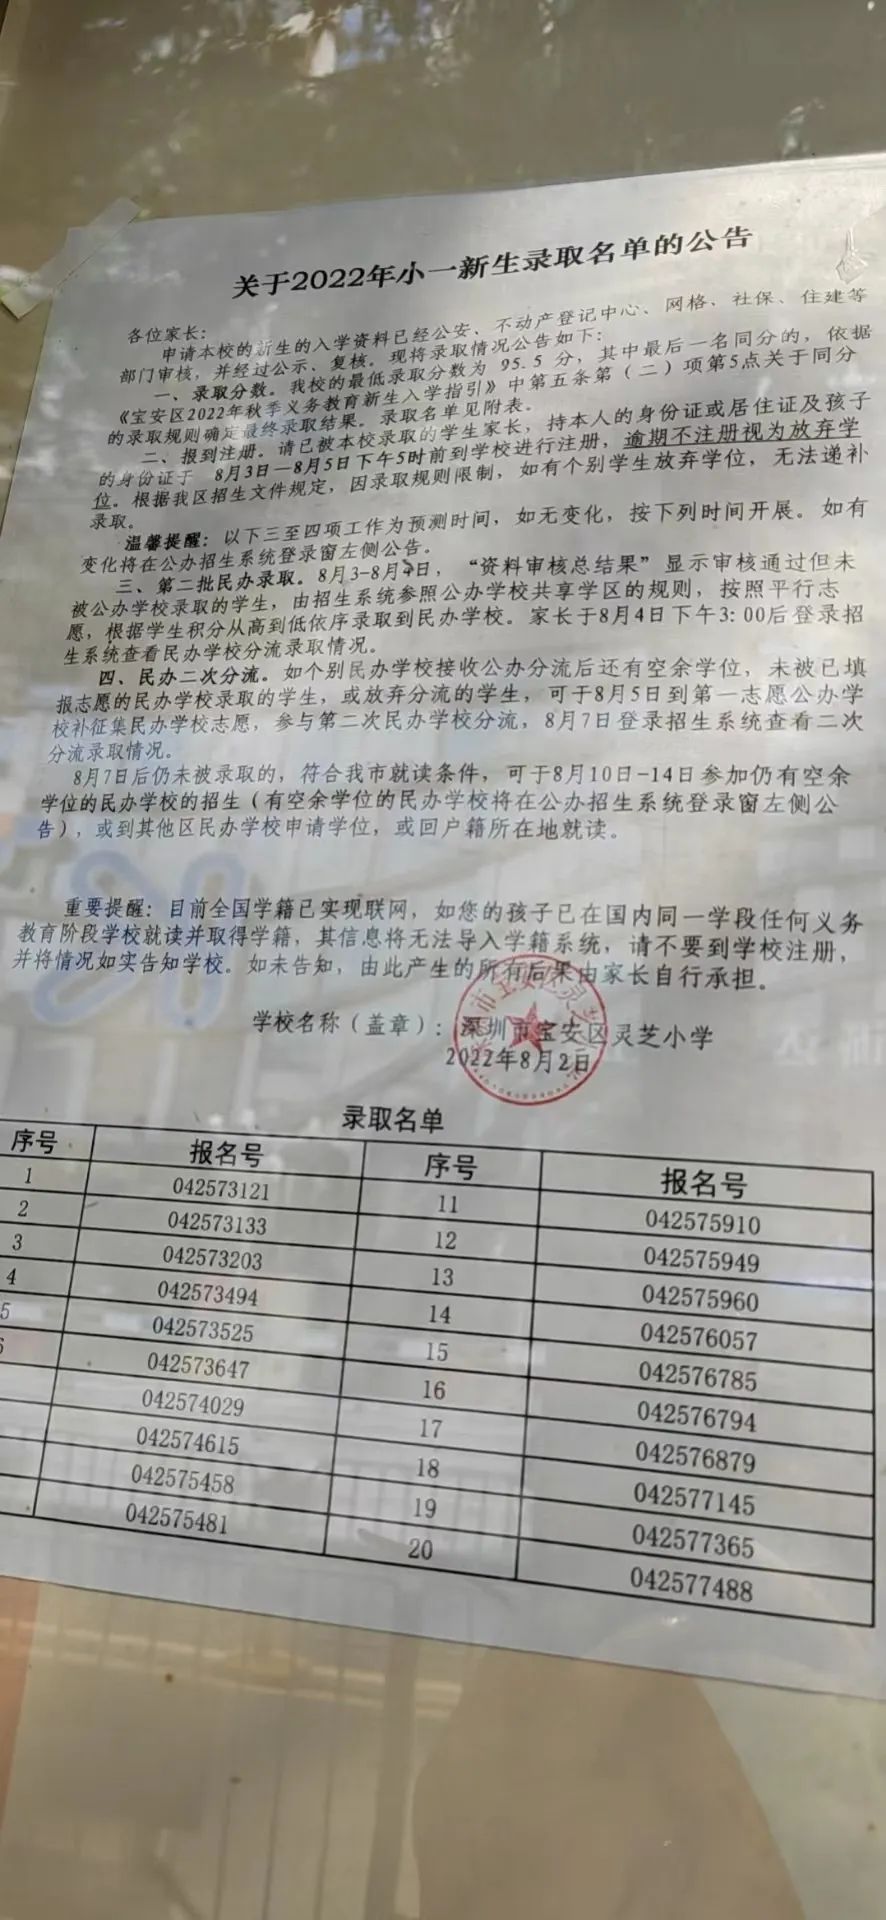 关于2022年小一新生录取名单的公告
各位家长：
申请本校的新生的入学资料已经公安、不动产登记中心、网格、社保、住建等
部门审核，并经过公示、复核。现将录取情况公告如下：
一、录取分数。我校的最低录取分数为 95.5 分，其中最后一名同分的，依据
《宝安区2022年秋季义务教育新生入学指引》中第五条第（二）项第5点关于同分
的录取规则确定最终录取结果。录取名单见附表。
二、报到注册。请已被本校录取的学生家长，持本人的身份证或居住证及孩子
的身份证于 8月3日—8月5日下午5时前到学校进行注册，逾期不注册视为放弃学
位。根据我区招生文件规定，因录取规则限制，如有个别学生放弃学位，无法递补
录取。
温馨提醒：以下三至四项工作为预测时间，如无变化，按下列时间开展。如有
变化将在公办招生系统登录窗左侧公告。
三、第二批民办录取。8月3-8月4日，“资料审核总结果”显示审核通过但未
被公办学校录取的学生，由招生系统参照公办学校共享学区的规则，按照平行志
愿，根据学生积分从高到低依序录取到民办学校。家长于8月4日下午3：00后登录招
生系统查看民办学校分流录取情况。
四、民办二次分流。如个别民办学校接收公办分流后还有空余学位，未被已填
报志愿的民办学校录取的学生，或放弃分流的学生，可于8月5日到第一志愿公办学
校补征集民办学校志愿，参与第二次民办学校分流，8月7日登录招生系统查看二次
分流录取情况。
8月7日后仍未被录取的，符合我市就读条件，可于8月10日-14日参加仍有空余
学位的民办学校的招生（有空余学位的民办学校将在公办招生系统登录窗左侧公
告），或到其他区民办学校申请学位，或回户籍所在地就读。
重要提醒：目前全国学籍已实现联网，如您的孩子已在国内同一学段任何义务
教育阶段学校就读并取得学籍，其信息将无法导入学籍系统，请不要到学校注册，
并将情况如实告知学校。如未告知，由此产生的所有后果由家长自行承担。
学校名称（盖章）：深圳市宝安区灵芝小学
2022年8月2日
录取名单
序号 报名号 序号 报名号
1 042573121 11 042575910
2 042573133 12 042575949
3 042573203 13 042575960
4 042573494 14 042576057
5 042573525 15 042576785
042573647 16 042576794
042574029 17 042576879
042574615 18 042577145
042575458 19 042577365
042575481 20 042577488